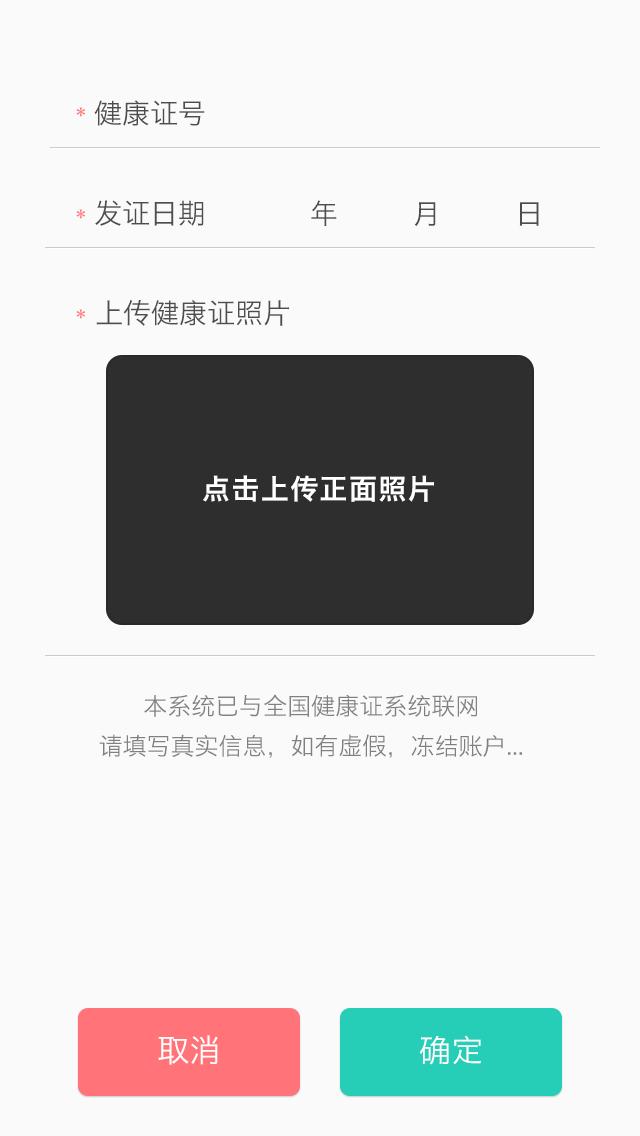 * 健康证号
* 发证日期 年 月 日
* 上传健康证照片
点击上传正面照片
本系统已与全国健康证系统联网
请填写真实信息，如有虚假，冻结账户...
取消 确定